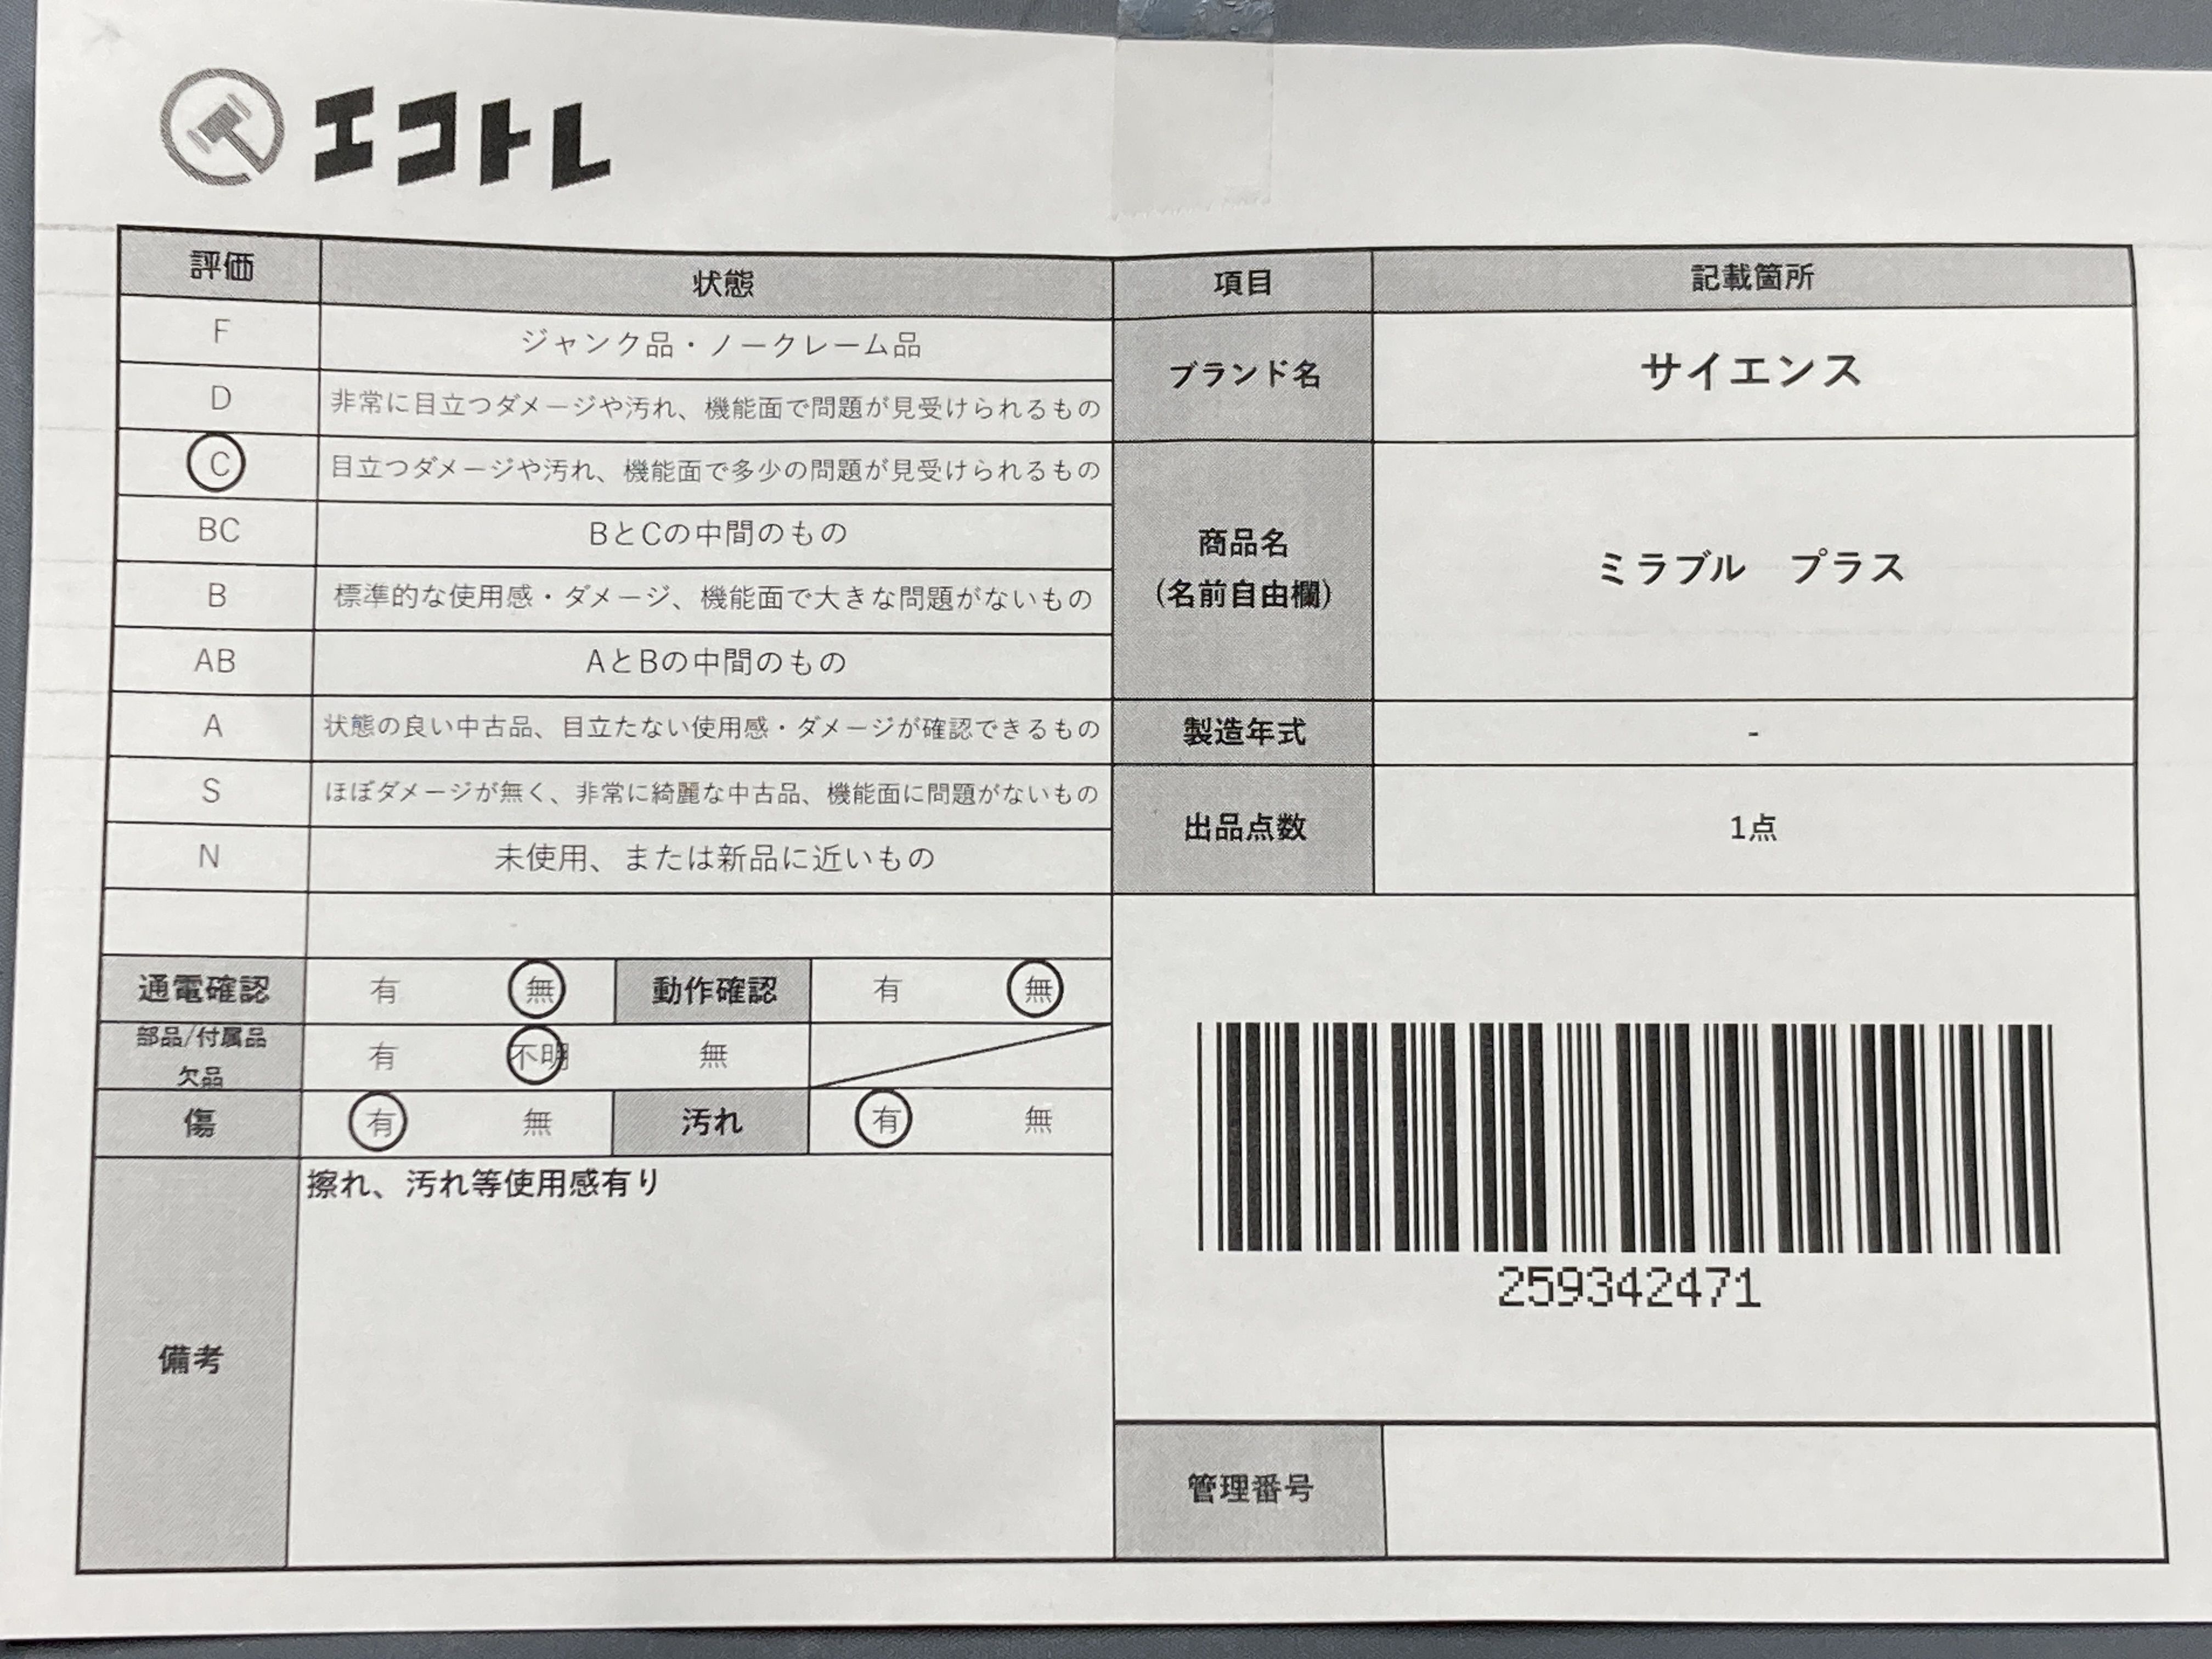 エコトレ
評価 状態
F ジャンク品・ノークレーム品
D 非常に目立つダメージや汚れ、機能面で問題が見受けられるもの
C 目立つダメージや汚れ、機能面で多少の問題が見受けられるもの
BC BとCの中間のもの
B 標準的な使用感・ダメージ、機能面で大きな問題がないもの
AB AとBの中間のもの
A 状態の良い中古品、目立たない使用感・ダメージが確認できるもの
S ほぼダメージが無く、非常に綺麗な中古品、機能面に問題がないもの
N 未使用、または新品に近いもの
通電確認 有 無 動作確認 有 無
部品/付属品
欠品
有 不明 無
傷 有 無 汚れ 有 無
備考
擦れ、汚れ等使用感有り
項目 記載箇所
ブランド名 サイエンス
商品名
(名前自由欄)
ミラブル　プラス
製造年式 -
出品点数 1点
259342471
管理番号